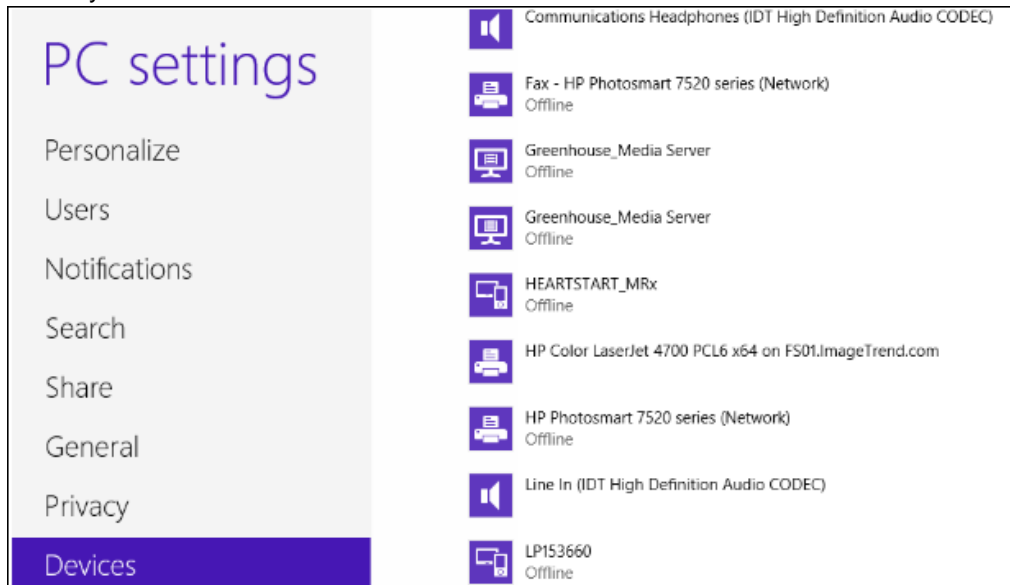 PC settings
Personalize
Users
Notifications
Search
Share
General
Privacy
Devices
Communications Headphones (IDT High Definition Audio CODEC)
Fax - HP Photosmart 7520 series (Network)
Offline
Greenhouse_Media Server
Offline
Greenhouse_Media Server
Offline
HEARTSTART_MRx
Offline
HP Color LaserJet 4700 PCL6 x64 on FS01.ImageTrend.com
HP Photosmart 7520 series (Network)
Offline
Line In (IDT High Definition Audio CODEC)
LP153660
Offline